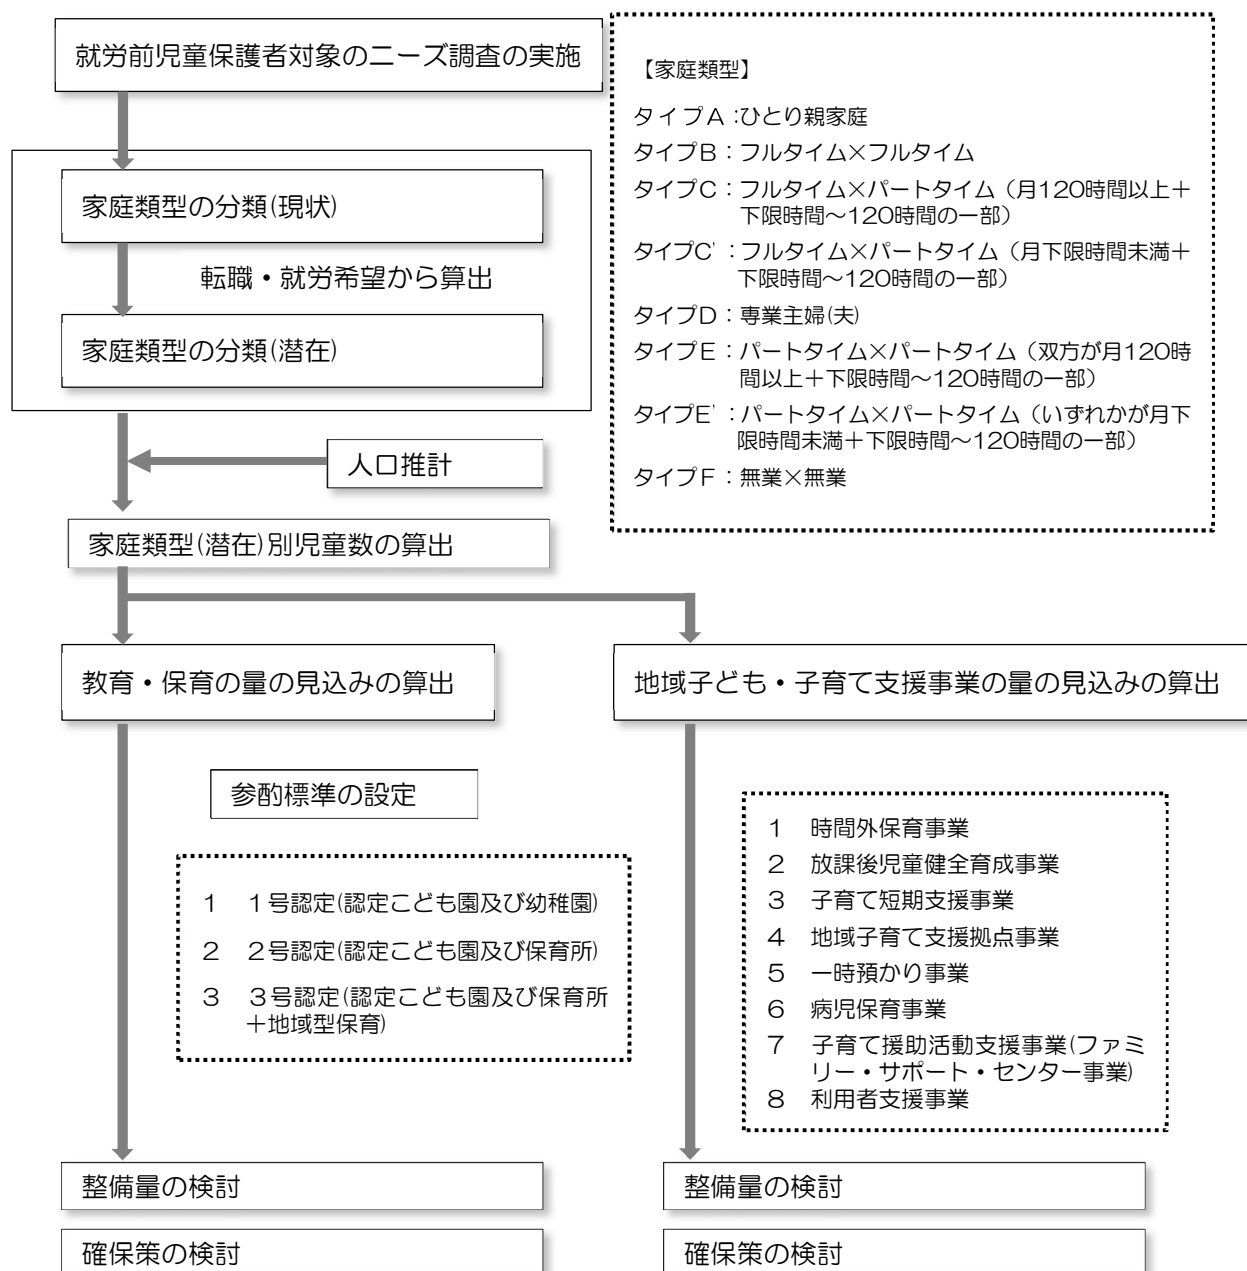 就労前児童保護者対象のニーズ調査の実施
家庭類型の分類(現状)
転職・就労希望から算出
家庭類型の分類(潜在)
人口推計
家庭類型(潜在)別児童数の算出
【家庭類型】
タイプA：ひとり親家庭
タイプB：フルタイム×フルタイム
タイプC：フルタイム×パートタイム（月120時間以上＋
下限時間～120時間の一部）
タイプC'：フルタイム×パートタイム（月下限時間未満＋
下限時間～120時間の一部）
タイプD：専業主婦(夫)
タイプE：パートタイム×パートタイム（双方が月120時
間以上＋下限時間～120時間の一部）
タイプE'：パートタイム×パートタイム（いずれかが月下
限時間未満＋下限時間～120時間の一部）
タイプF：無業×無業
教育・保育の量の見込みの算出
参酌標準の設定
1　1号認定(認定こども園及び幼稚園)
2　2号認定(認定こども園及び保育所)
3　3号認定(認定こども園及び保育所
＋地域型保育)
整備量の検討
確保策の検討
地域子ども・子育て支援事業の量の見込みの算出
1　時間外保育事業
2　放課後児童健全育成事業
3　子育て短期支援事業
4　地域子育て支援拠点事業
5　一時預かり事業
6　病児保育事業
7　子育て援助活動支援事業(ファミ
リー・サポート・センター事業)
8　利用者支援事業
整備量の検討
確保策の検討